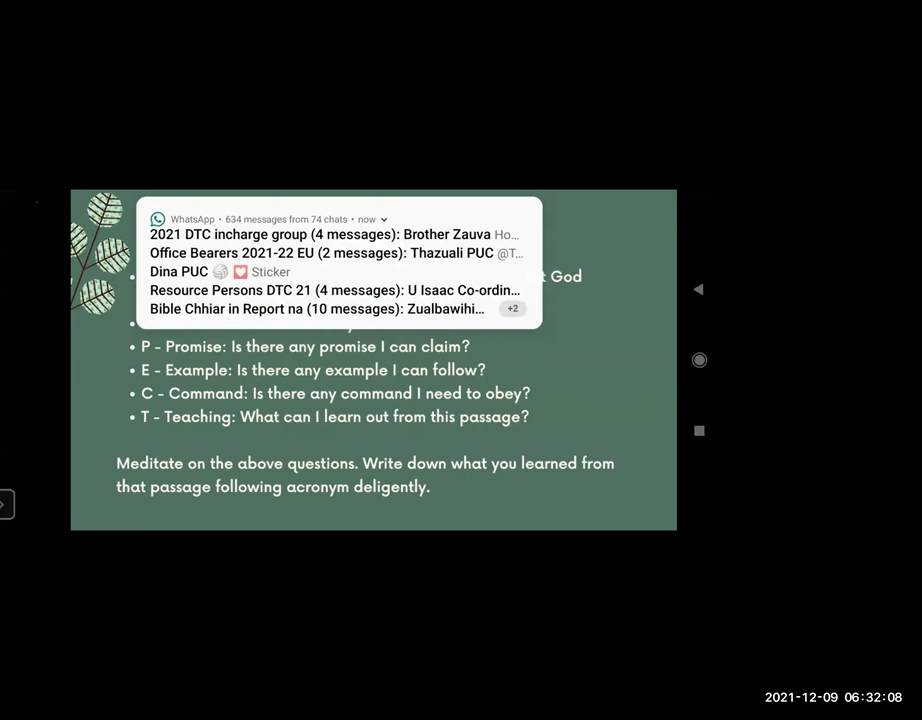 WhatsApp • 634 messages from 74 chats • now
2021 DTC incharge group (4 messages): Brother Zauva Ho...
Office Bearers 2021-22 EU (2 messages): Thazuali PUC @T...
Dina PUC Sticker
t God
Resource Persons DTC 21 (4 messages): U Isaac Co-ordin...
Bible Chhiar in Report na (10 messages): Zualbawihi... +2
• P - Promise: Is there any promise I can claim?
• E - Example: Is there any example I can follow?
• C - Command: Is there any command I need to obey?
• T - Teaching: What can I learn out from this passage?
Meditate on the above questions. Write down what you learned from
that passage following acronym deligently.
2021-12-09 06:32:08